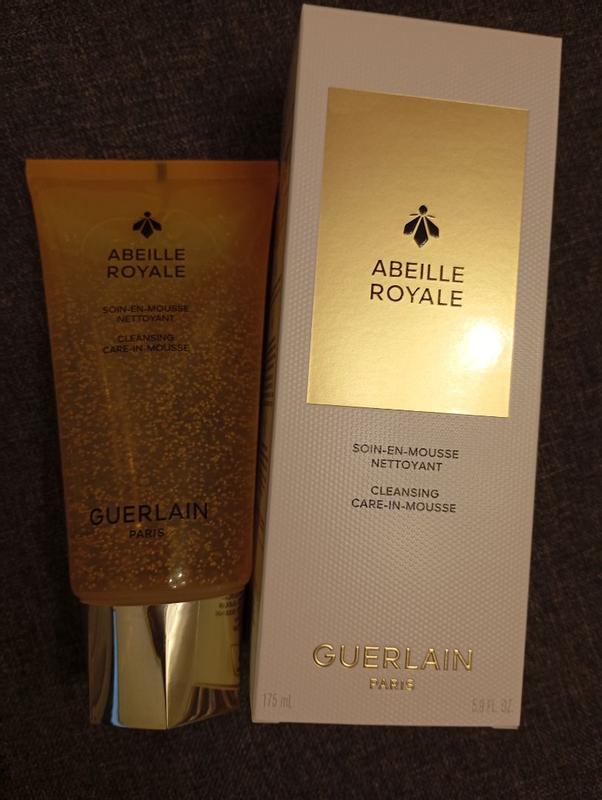 ABEILLE
ROYALE
SOIN-EN-MOUSSE
NETTOYANT
CLEANSING
CARE-IN-MOUSSE
GUERLAIN
PARIS
ABEILLE
ROYALE
SOIN-EN-MOUSSE
NETTOYANT
CLEANSING
CARE-IN-MOUSSE
GUERLAIN
PARIS
175 mL
5.9 FL. OZ.